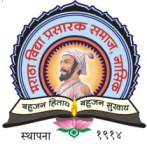 मराठा विद्या प्रसारक समाज नासिक
बहुजन हिताय बहुजन सुखाय
स्थापना १९१४